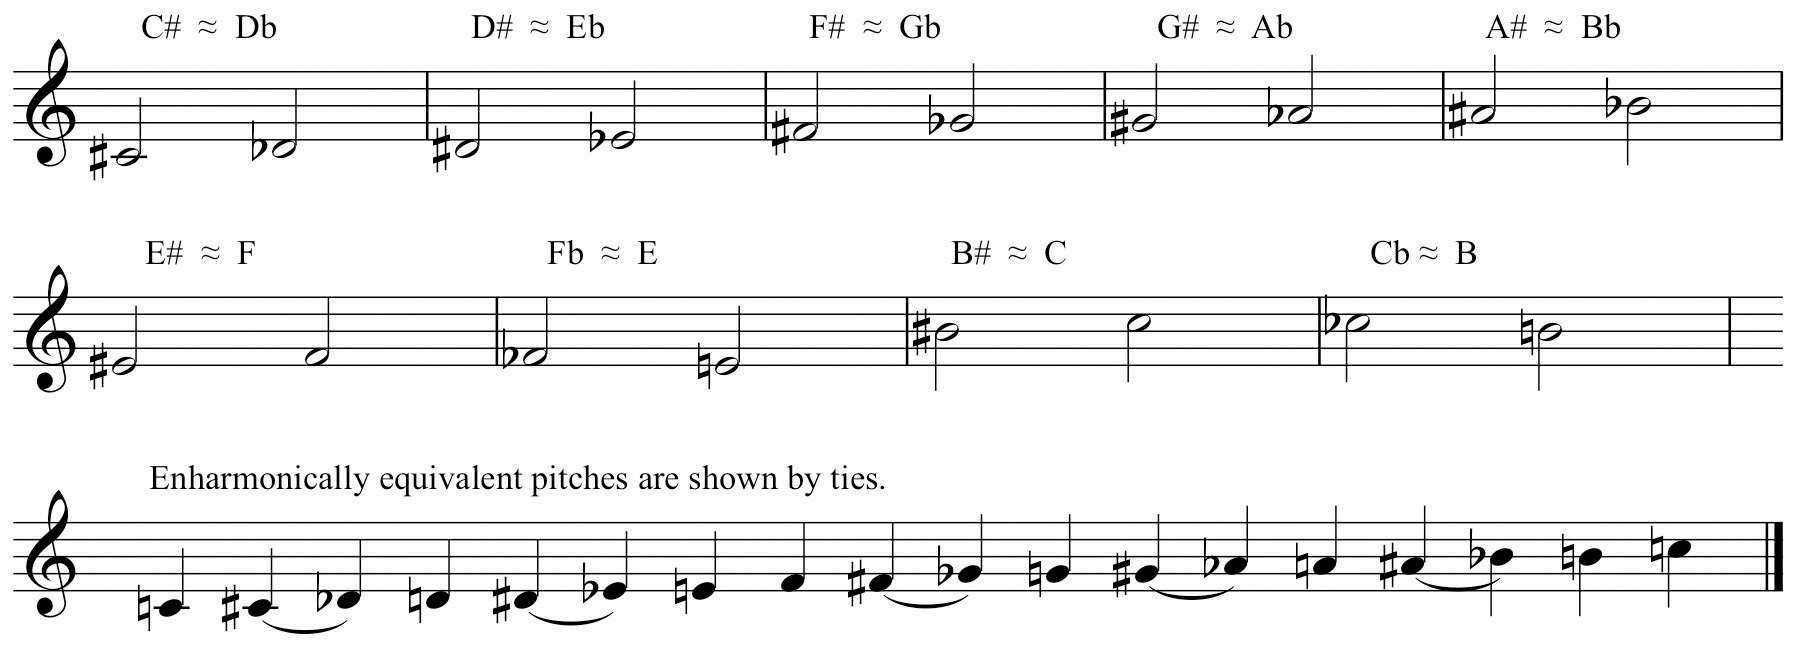 C# ≈ Db D# ≈ Eb F# ≈ Gb G# ≈ Ab A# ≈ Bb
E# ≈ F Fb ≈ E B# ≈ C Cb ≈ B
Enharmonically equivalent pitches are shown by ties.